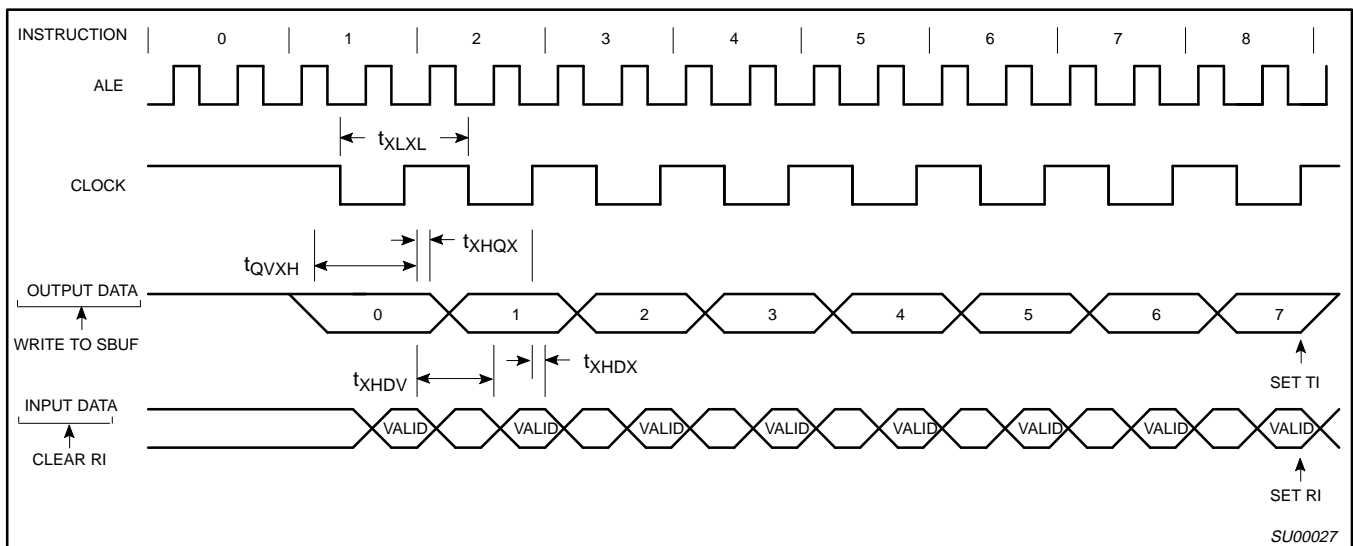 INSTRUCTION 0 1 2 3 4 5 6 7 8
ALE
tXLXL
CLOCK
tXHQX
tQVXH
OUTPUT DATA
0 1 2 3 4 5 6 7
WRITE TO SBUF
tXHDX
tXHDV
SET TI
INPUT DATA
VALID VALID VALID VALID VALID VALID VALID VALID
CLEAR RI
SET RI
SU00027